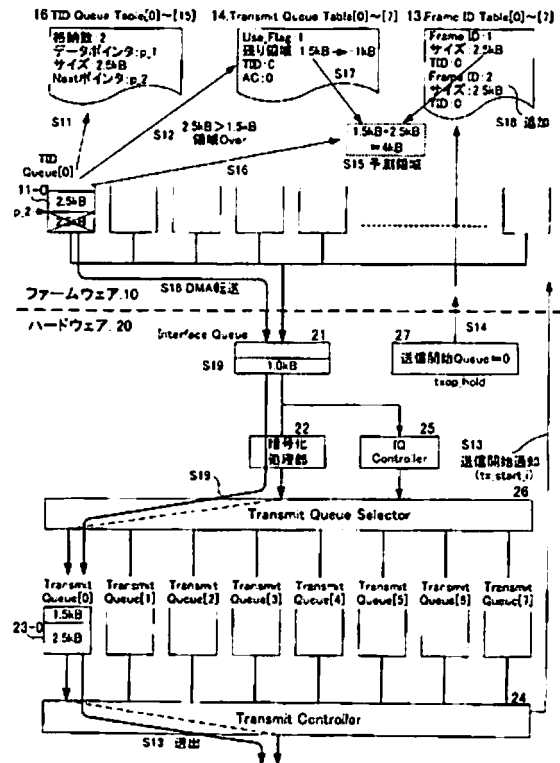 16 TID Queue Table[0]~[15]
格納数: 2
データポインタ: p_1
サイズ: 2.5kB
Nextポインタ: p_2
14.Transmit Queue Table[0]~[7]
Use_Flag: 1
残り領域: 1.5kB → -1kB
TID: 0
AC: 0
13.Frame ID Table[0]~[7]
Frame ID: 1
サイズ: 2.5kB
TID: 0
Frame ID: 2
サイズ: 2.5kB
TID: 0
S18 追加
S11
S12
2.5kB>1.5kB
領域Over
S17
1.5kB+2.5kB
=4kB
S15 予測領域
S16
TID
Queue[0]
11-0
2.5kB
p_2
2.5kB
S18 DMA転送
ファームウェア.10
ハードウェア.20
Interface Queue
21
S19
1.0kB
27
S14
送信開始Queue=0
txop_hold
22
暗号化
処理部
25
IQ
Controller
S13
送信開始通知
(tx_start_i)
S19
26
Transmit Queue Selector
Transmit
Queue[0]
Transmit
Queue[1]
Transmit
Queue[2]
Transmit
Queue[3]
Transmit
Queue[4]
Transmit
Queue[5]
Transmit
Queue[6]
Transmit
Queue[7]
23-0
1.5kB
2.5kB
24
Transmit Controller
S13 送出